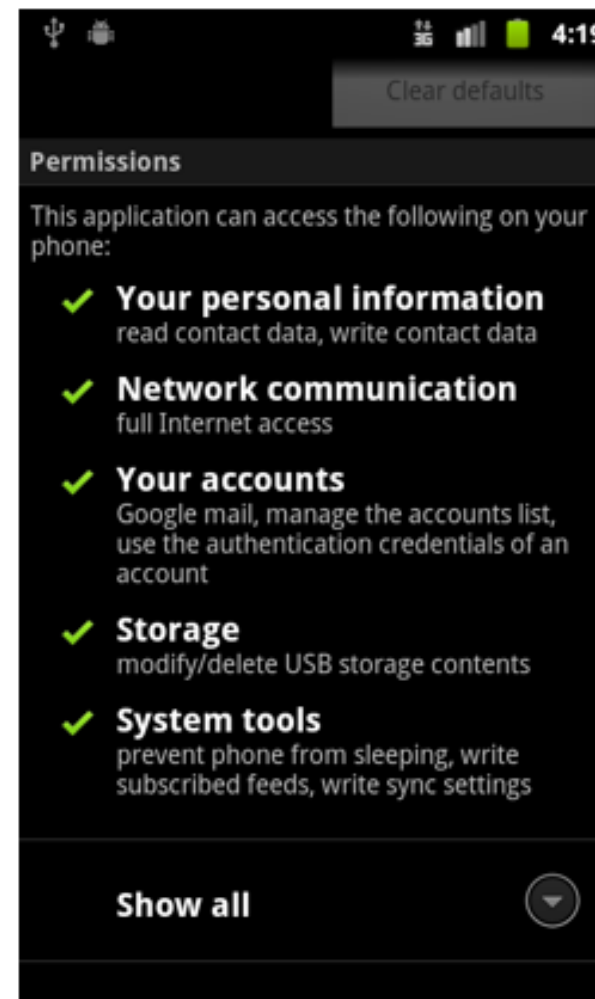 3G 4:19
Clear defaults
Permissions
This application can access the following on your
phone:
Your personal information
read contact data, write contact data
Network communication
full Internet access
Your accounts
Google mail, manage the accounts list,
use the authentication credentials of an
account
Storage
modify/delete USB storage contents
System tools
prevent phone from sleeping, write
subscribed feeds, write sync settings
Show all